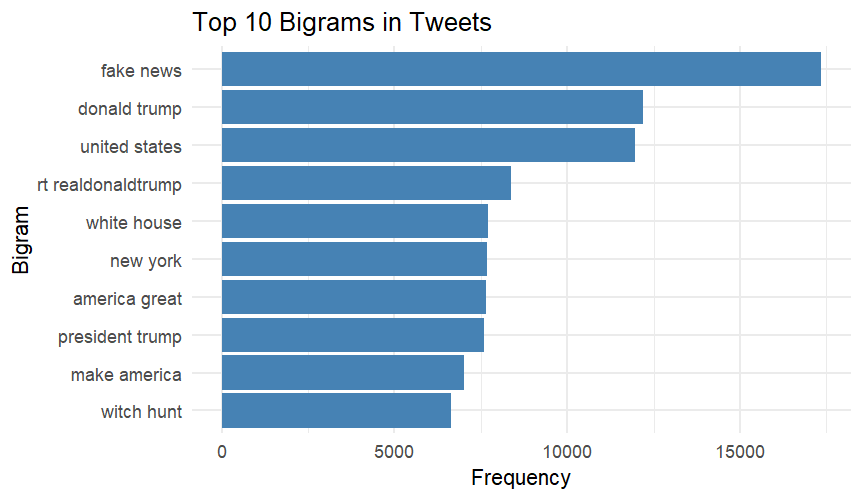 Top 10 Bigrams in Tweets
fake news
donald trump
united states
rt realdonaldtrump
white house
new york
america great
president trump
make america
witch hunt
Bigram
0 5000 10000 15000
Frequency